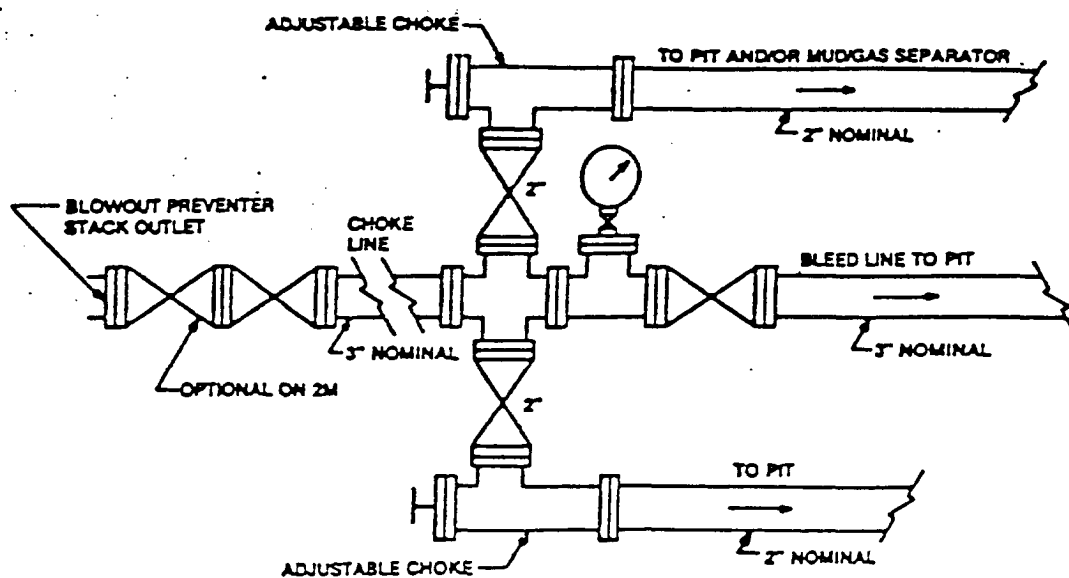 ADJUSTABLE CHOKE
TO PIT AND/OR MUD/GAS SEPARATOR
2" NOMINAL
2"
BLOWOUT PREVENTER
STACK OUTLET
CHOKE
LINE
BLEED LINE TO PIT
3" NOMINAL
3" NOMINAL
OPTIONAL ON 2M
2"
TO PIT
2" NOMINAL
ADJUSTABLE CHOKE